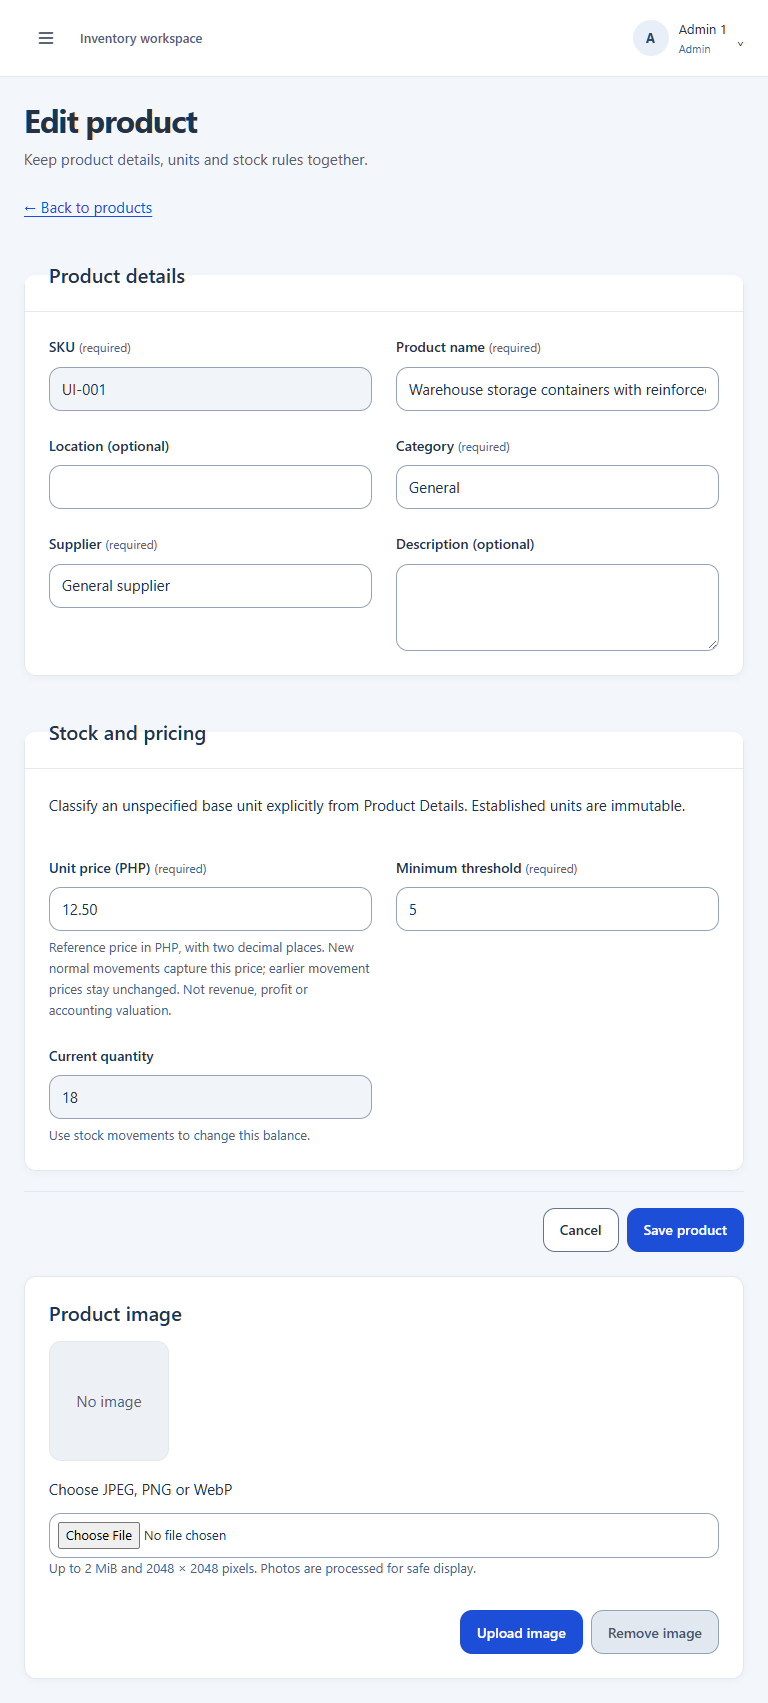 Inventory workspace
A
Admin 1
Admin
Edit product
Keep product details, units and stock rules together.
← Back to products
Product details
SKU (required)
Product name (required)
UI-001
Warehouse storage containers with reinforce
Location (optional)
Category (required)
General
Supplier (required)
Description (optional)
General supplier
Stock and pricing
Classify an unspecified base unit explicitly from Product Details. Established units are immutable.
Unit price (PHP) (required)
Minimum threshold (required)
12.50
5
Reference price in PHP, with two decimal places. New
normal movements capture this price; earlier movement
prices stay unchanged. Not revenue, profit or
accounting valuation.
Current quantity
18
Use stock movements to change this balance.
Cancel
Save product
Product image
No image
Choose JPEG, PNG or WebP
Choose File No file chosen
Up to 2 MiB and 2048 × 2048 pixels. Photos are processed for safe display.
Upload image
Remove image